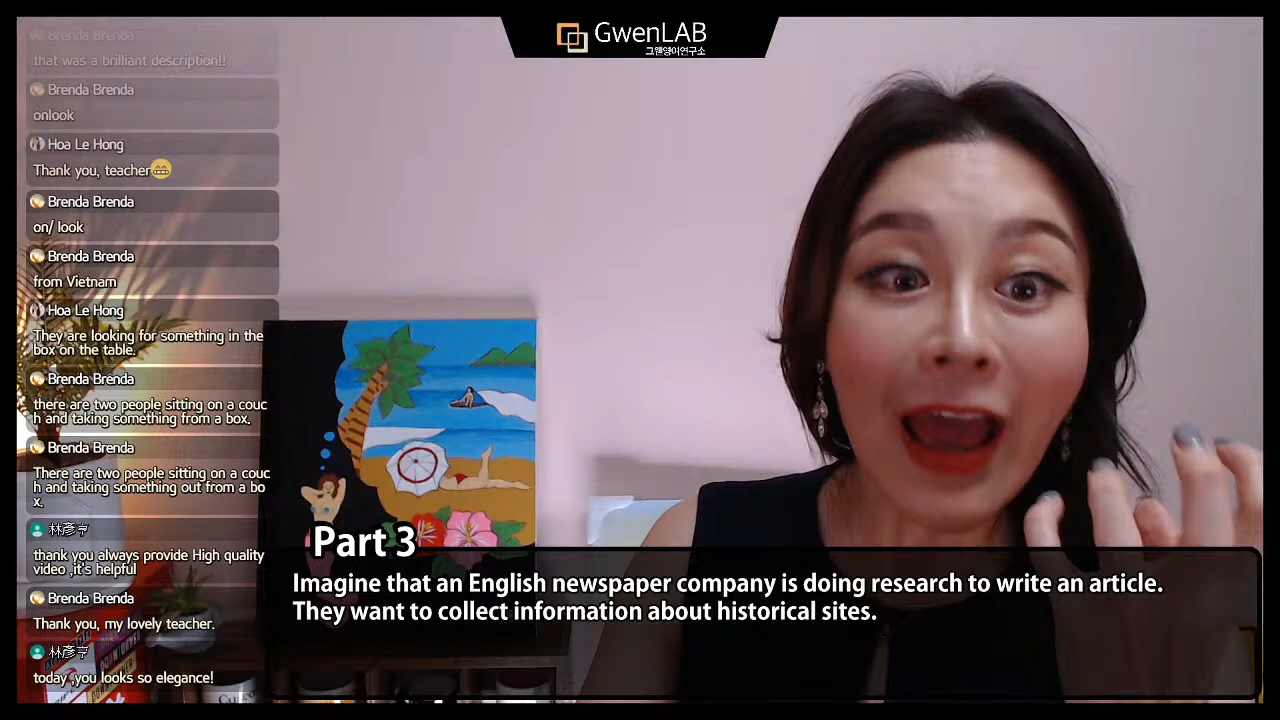 GwenLAB
그웬영어연구소
Brenda Brenda
that was a brilliant description!!
Brenda Brenda
onlook
Hoa Le Hong
Thank you, teacher😁
Brenda Brenda
on/ look
Brenda Brenda
from Vietnam
Hoa Le Hong
They are looking for something in the
box on the table.
Brenda Brenda
there are two people sitting on a couc
h and taking something from a box.
Brenda Brenda
There are two people sitting on a couc
h and taking something out from a bo
x.
林彥亨
thank you always provide High quality
video ,it's helpful
Brenda Brenda
Thank you, my lovely teacher.
林彥亨
today ,you looks so elegance!
Part 3
Imagine that an English newspaper company is doing research to write an article.
They want to collect information about historical sites.